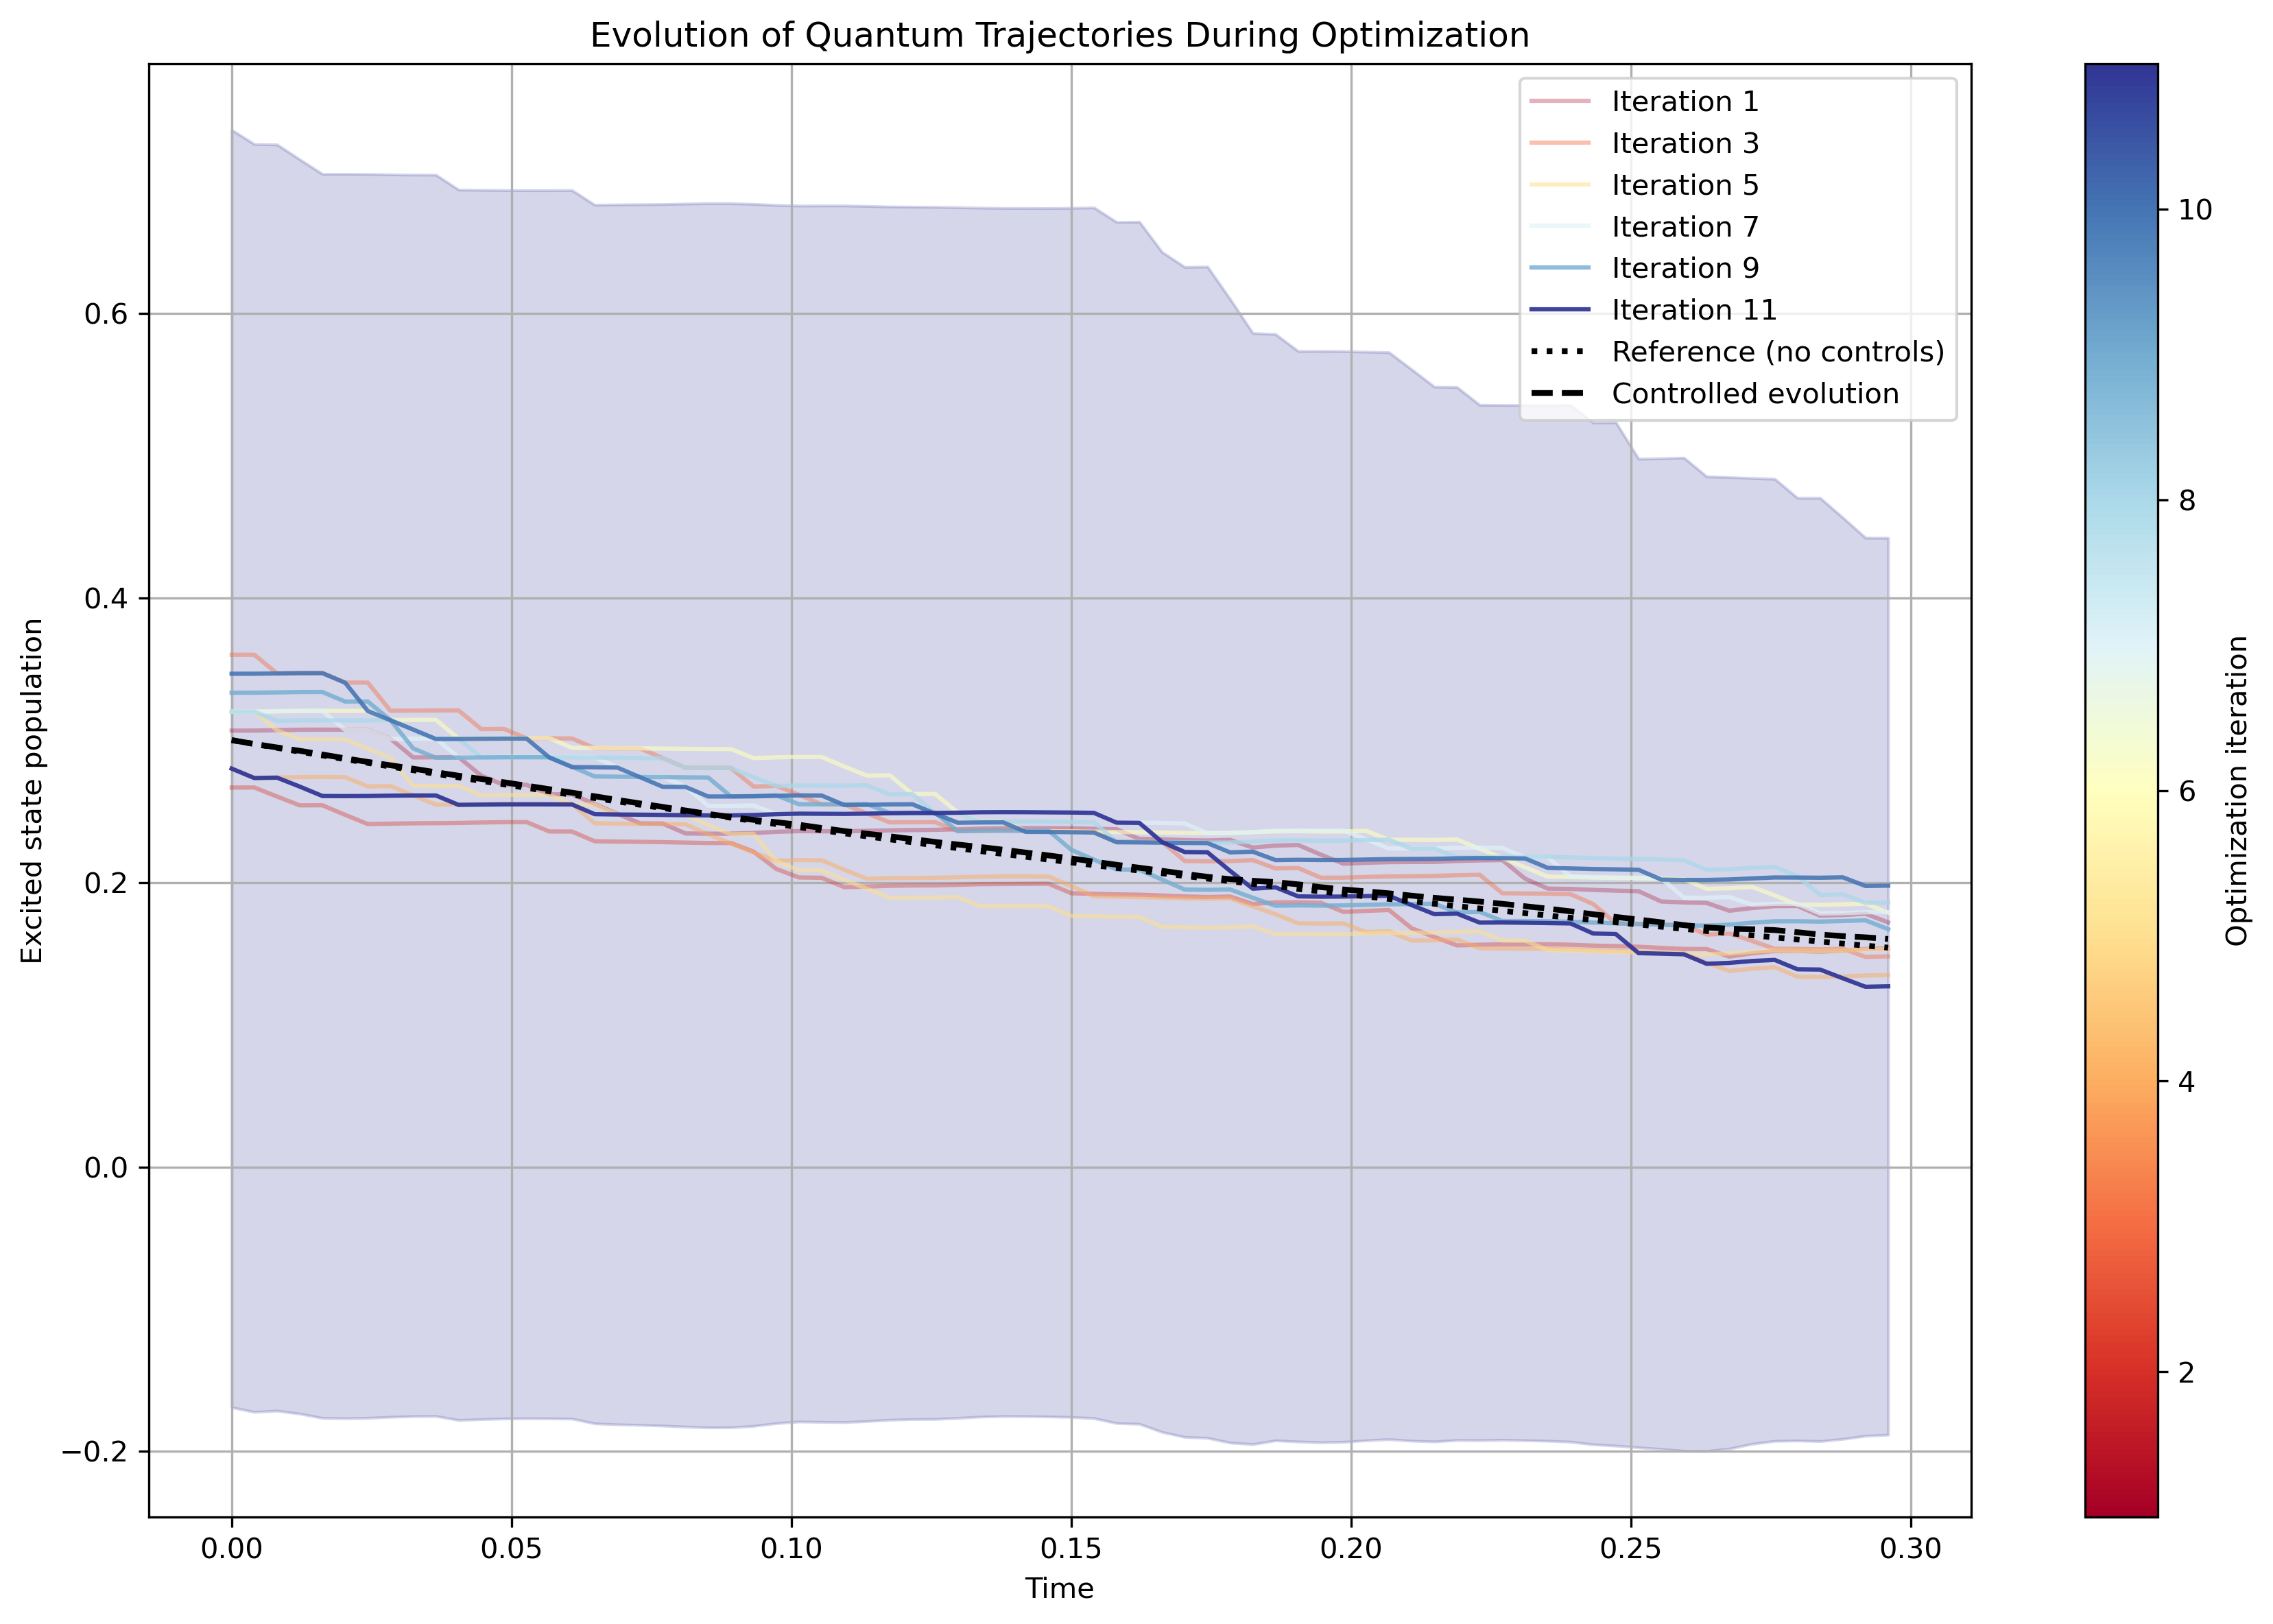 Evolution of Quantum Trajectories During Optimization
Iteration 1
Iteration 3
Iteration 5
Iteration 7
Iteration 9
Iteration 11
Reference (no controls)
Controlled evolution
Excited state population
0.6
0.4
0.2
0.0
−0.2
0.00 0.05 0.10 0.15 0.20 0.25 0.30
Time
10
8
6
4
2
Optimization iteration